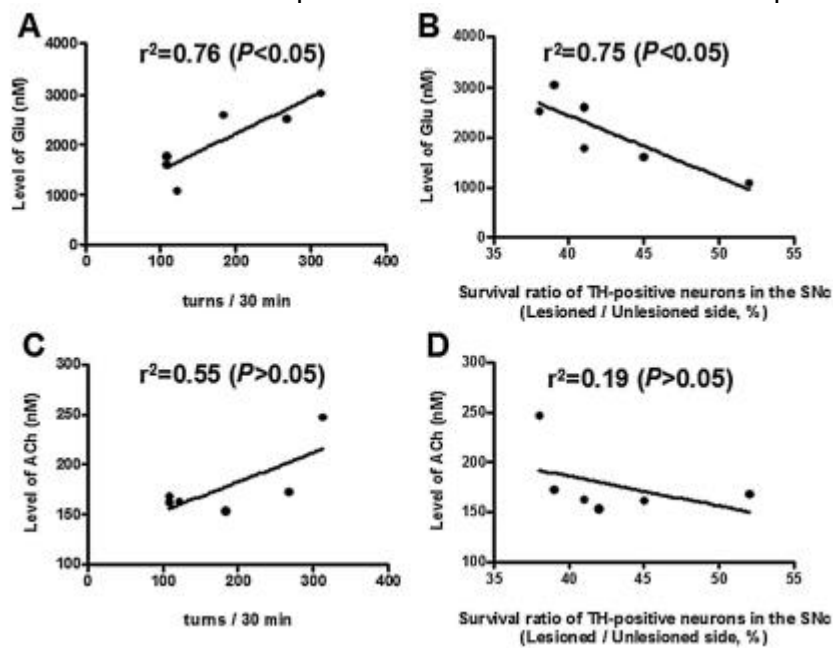 A
r²=0.76 (P<0.05)
Level of Glu (nM)
4000
3000
2000
1000
0
0 100 200 300 400
turns / 30 min
B
r²=0.75 (P<0.05)
Level of Glu (nM)
4000
3000
2000
1000
0
35 40 45 50 55
Survival ratio of TH-positive neurons in the SNc
(Lesioned / Unlesioned side, %)
C
r²=0.55 (P>0.05)
Level of ACh (nM)
300
250
200
150
100
0 100 200 300 400
turns / 30 min
D
r²=0.19 (P>0.05)
Level of ACh (nM)
300
250
200
150
100
35 40 45 50 55
Survival ratio of TH-positive neurons in the SNc
(Lesioned / Unlesioned side, %)